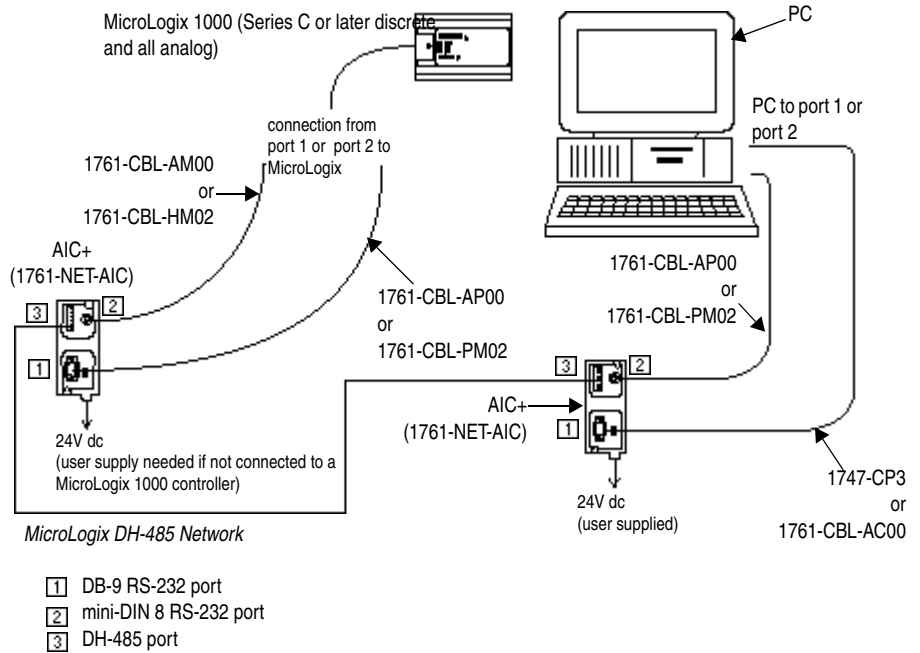 MicroLogix 1000 (Series C or later discrete
and all analog)
PC
PC to port 1 or
port 2
connection from
port 1 or port 2 to
MicroLogix
1761-CBL-AM00
or
1761-CBL-HM02
AIC+
(1761-NET-AIC)
3
2
1
1761-CBL-AP00
or
1761-CBL-PM02
1761-CBL-AP00
or
1761-CBL-PM02
3
2
AIC+
(1761-NET-AIC)
1
24V dc
(user supply needed if not connected to a
MicroLogix 1000 controller)
24V dc
(user supplied)
1747-CP3
or
1761-CBL-AC00
MicroLogix DH-485 Network
1 DB-9 RS-232 port
2 mini-DIN 8 RS-232 port
3 DH-485 port